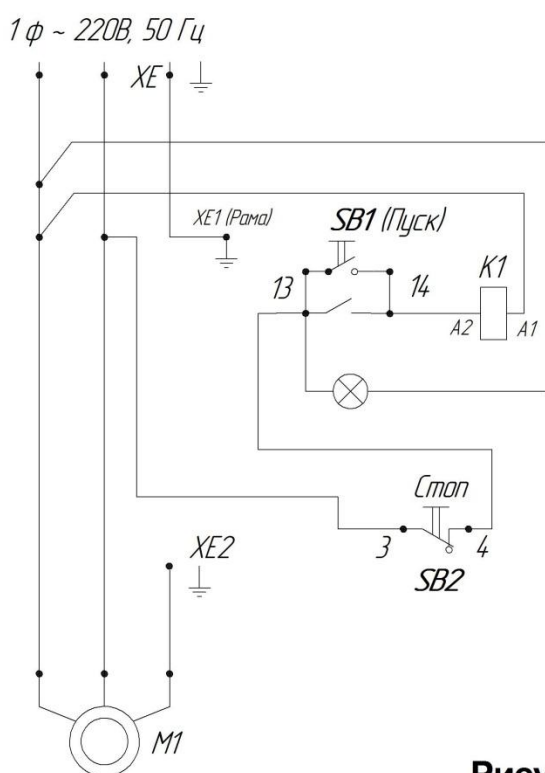 1 ф ~ 220В, 50 Гц
XE
XE1 (Рама)
SB1 (Пуск)
13
14
K1
A2
A1
Стоп
3
4
SB2
XE2
M1
Рису